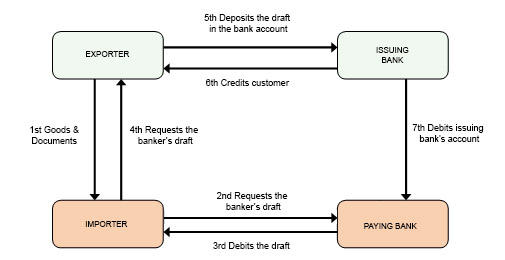 5th Deposits the draft
in the bank account
EXPORTER
ISSUING
BANK
6th Credits customer
1st Goods &
Documents
4th Requests the
banker's draft
7th Debits issuing
bank's account
2nd Requests the
banker's draft
IMPORTER
PAYING BANK
3rd Debits the draft